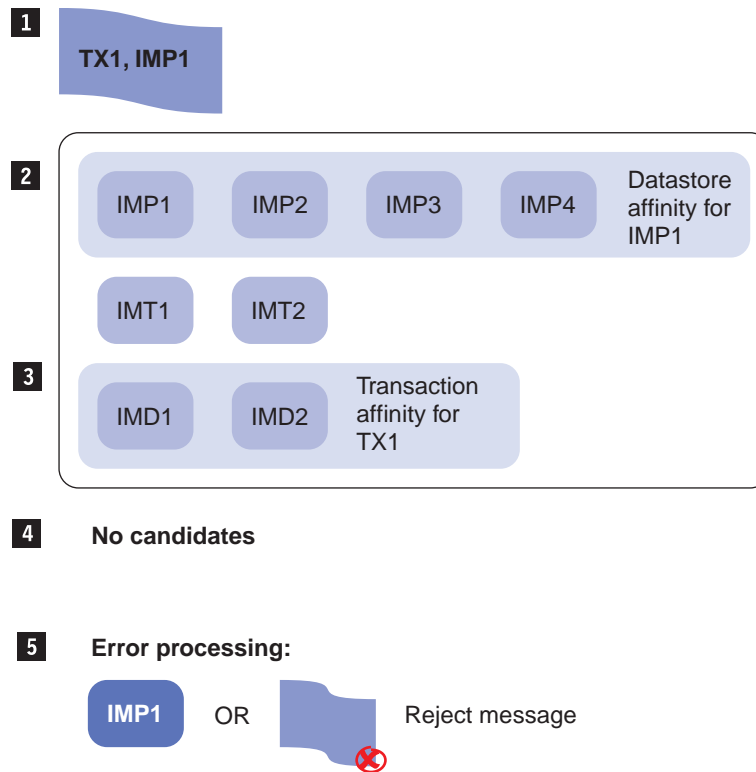 1
TX1, IMP1
2
IMP1 IMP2 IMP3 IMP4
Datastore
affinity for
IMP1
IMT1 IMT2
3
IMD1 IMD2
Transaction
affinity for
TX1
4 No candidates
5 Error processing:
IMP1 OR Reject message